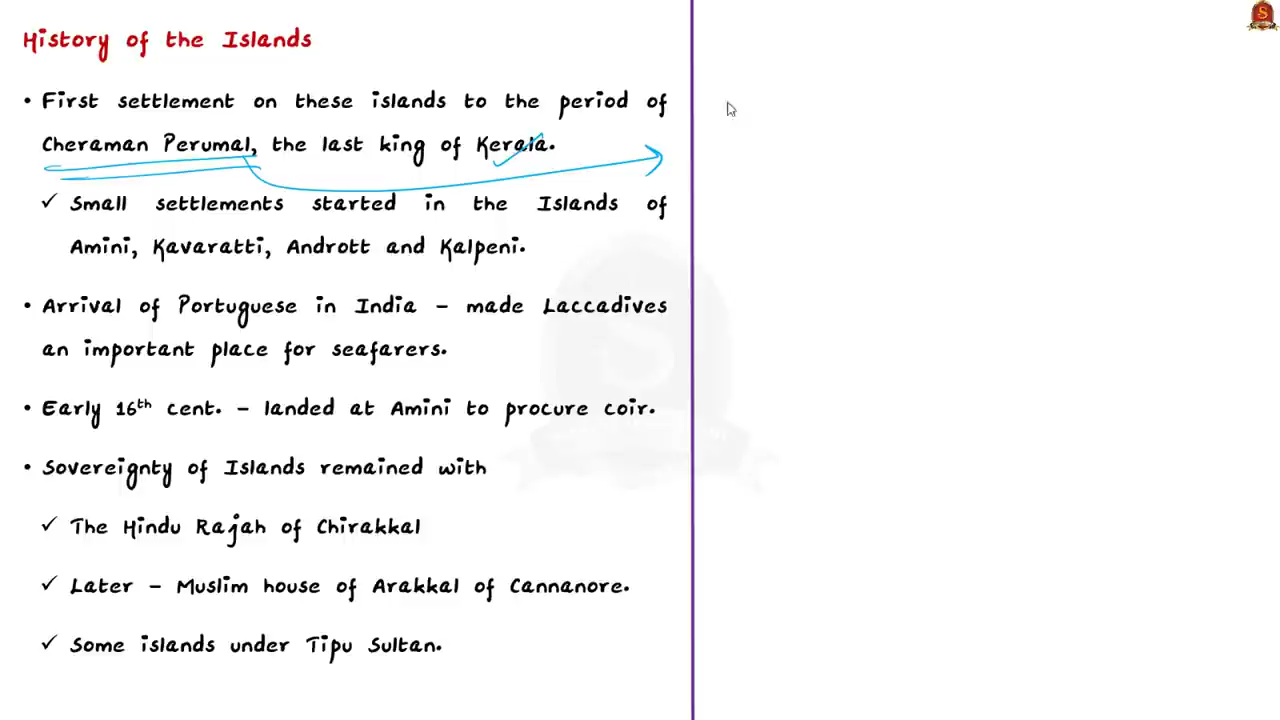 History of the Islands
• First settlement on these islands to the period of
Cheraman Perumal, the last king of Kerala.
✓ Small settlements started in the Islands of
Amini, Kavaratti, Andrott and Kalpeni.
• Arrival of Portuguese in India – made Laccadives
an important place for seafarers.
• Early 16th cent. – landed at Amini to procure coir.
• Sovereignty of Islands remained with
✓ The Hindu Rajah of Chirakkal
✓ Later – Muslim house of Arakkal of Cannanore.
✓ Some islands under Tipu Sultan.
S